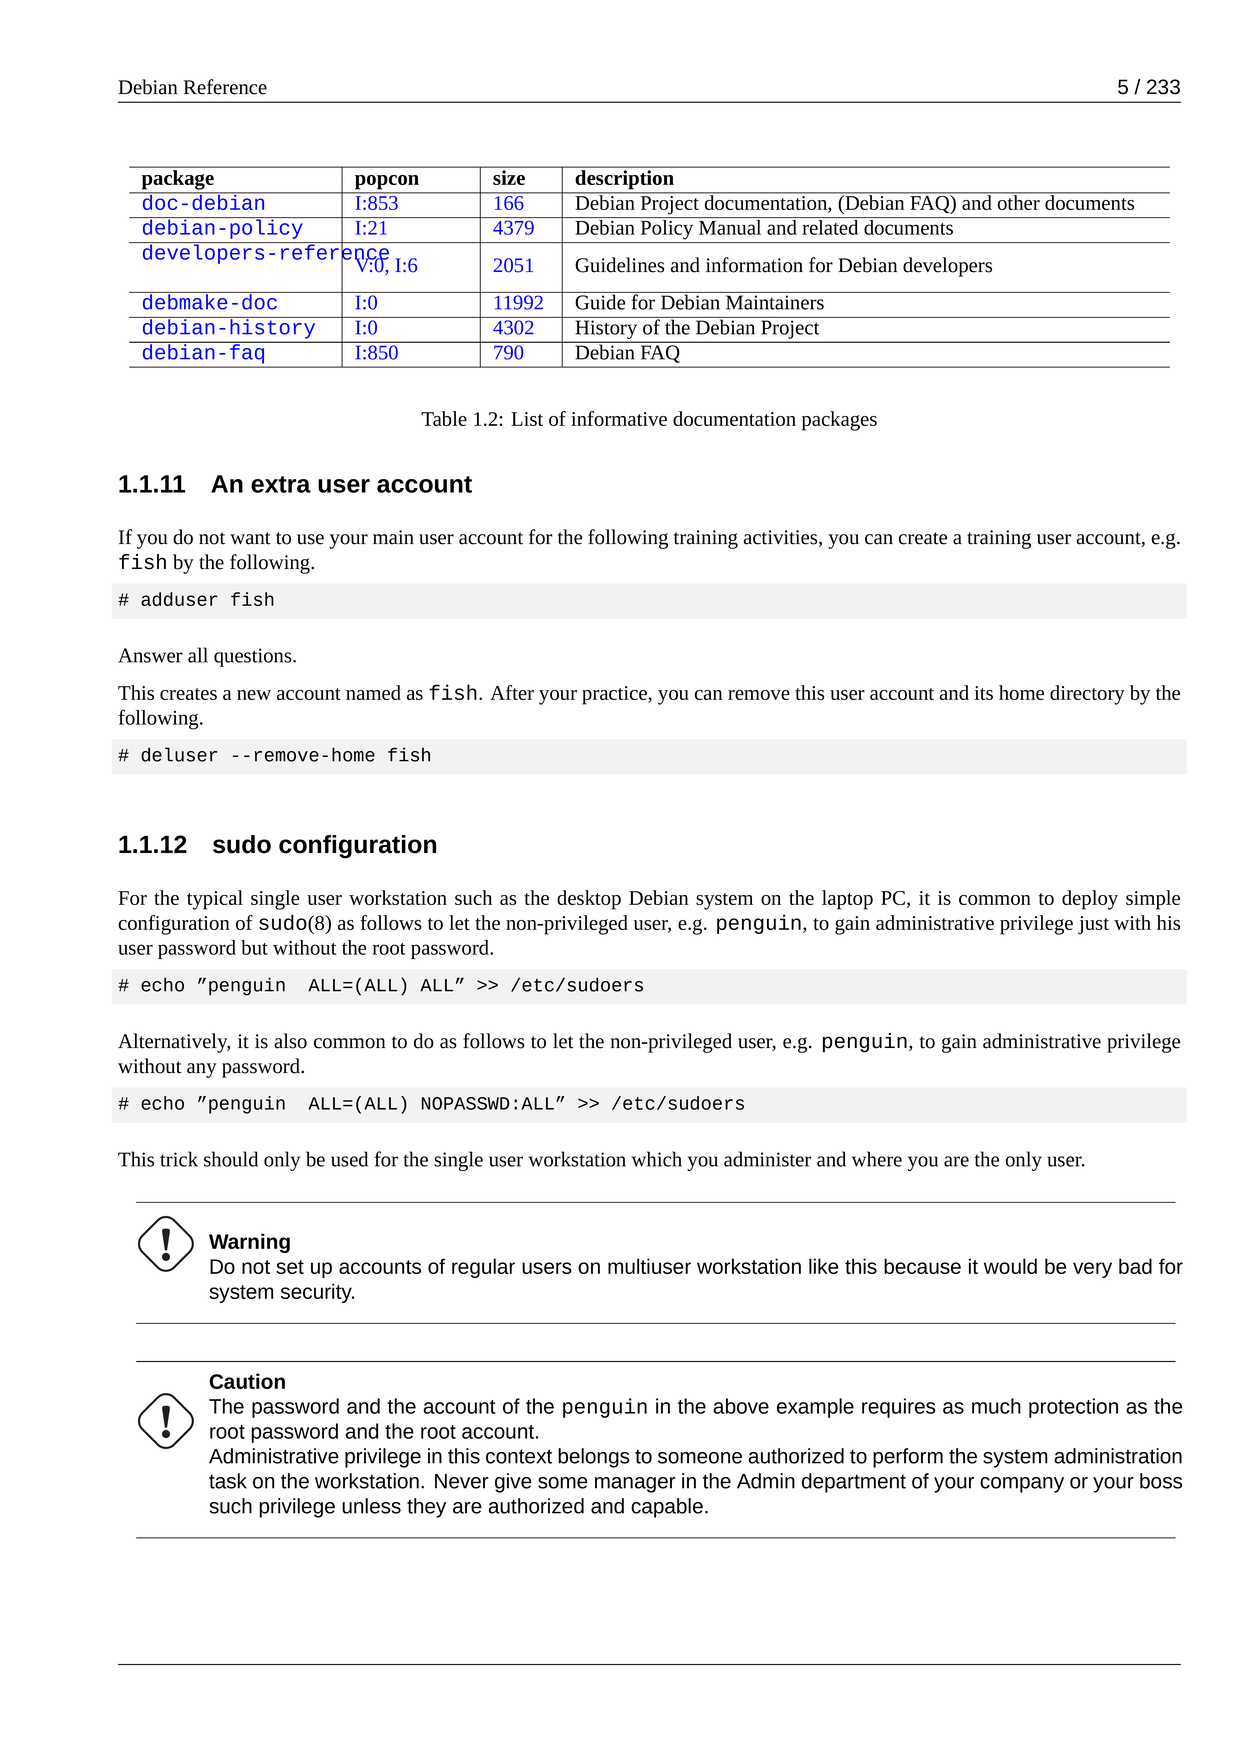 Debian Reference 5 / 233
package popcon size description
doc-debian I:853 166 Debian Project documentation, (Debian FAQ) and other documents
debian-policy I:21 4379 Debian Policy Manual and related documents
developers-reference V:0, I:6 2051 Guidelines and information for Debian developers
debmake-doc I:0 11992 Guide for Debian Maintainers
debian-history I:0 4302 History of the Debian Project
debian-faq I:850 790 Debian FAQ
Table 1.2: List of informative documentation packages
1.1.11 An extra user account
If you do not want to use your main user account for the following training activities, you can create a training user account, e.g.
fish by the following.
# adduser fish
Answer all questions.
This creates a new account named as fish. After your practice, you can remove this user account and its home directory by the
following.
# deluser --remove-home fish
1.1.12 sudo configuration
For the typical single user workstation such as the desktop Debian system on the laptop PC, it is common to deploy simple
configuration of sudo(8) as follows to let the non-privileged user, e.g. penguin, to gain administrative privilege just with his
user password but without the root password.
# echo ”penguin  ALL=(ALL) ALL” >> /etc/sudoers
Alternatively, it is also common to do as follows to let the non-privileged user, e.g. penguin, to gain administrative privilege
without any password.
# echo ”penguin  ALL=(ALL) NOPASSWD:ALL” >> /etc/sudoers
This trick should only be used for the single user workstation which you administer and where you are the only user.
Warning
Do not set up accounts of regular users on multiuser workstation like this because it would be very bad for
system security.
Caution
The password and the account of the penguin in the above example requires as much protection as the
root password and the root account.
Administrative privilege in this context belongs to someone authorized to perform the system administration
task on the workstation. Never give some manager in the Admin department of your company or your boss
such privilege unless they are authorized and capable.